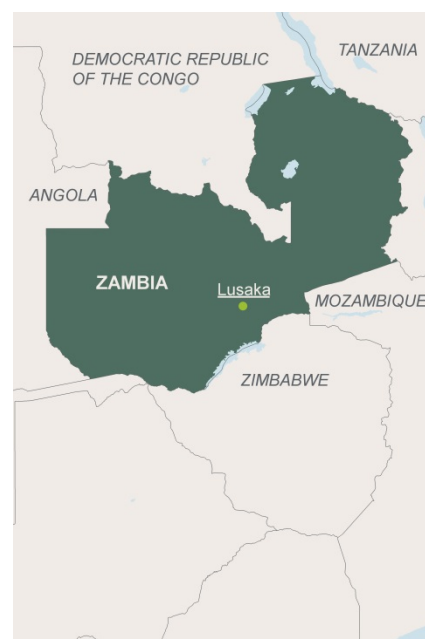 DEMOCRATIC REPUBLIC
OF THE CONGO
TANZANIA
ANGOLA
ZAMBIA
Lusaka
MOZAMBIQUE
ZIMBABWE